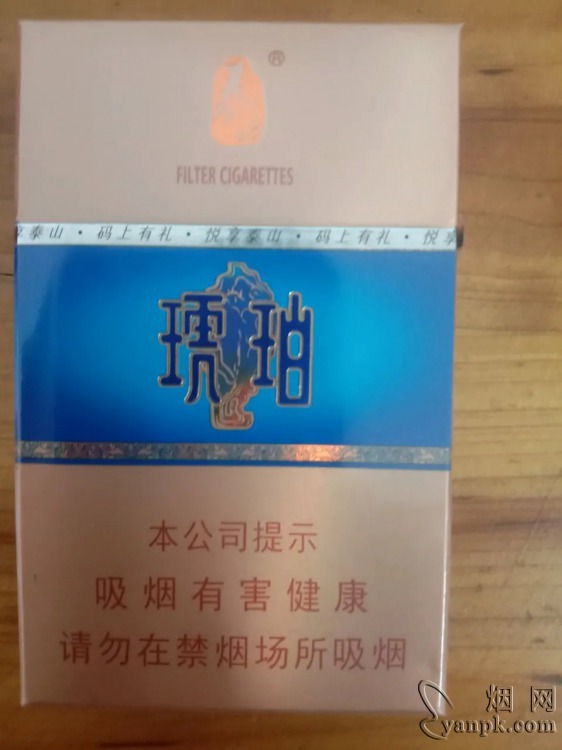 ®
FILTER CIGARETTES
享泰山·码上有礼·悦享泰山·码上有礼·悦享
琥珀
本公司提示
吸烟有害健康
请勿在禁烟场所吸烟
烟网
yanpk.com